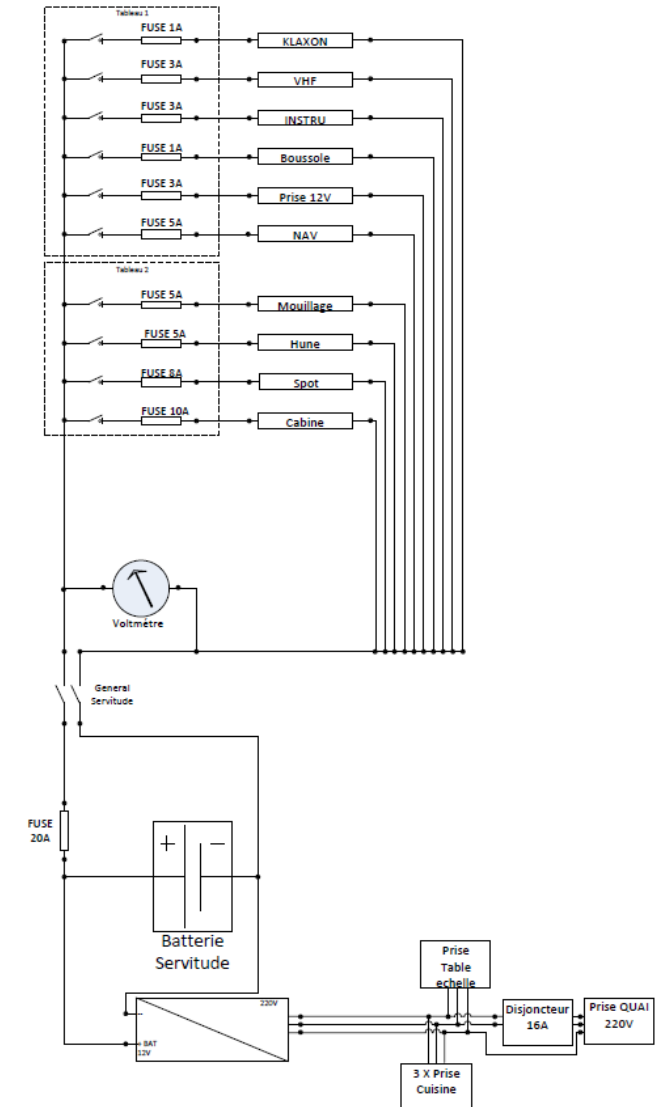 Tableau 1
FUSE 1A
KLAXON
FUSE 3A
VHF
FUSE 3A
INSTRU
FUSE 1A
Boussole
FUSE 3A
Prise 12V
FUSE 5A
NAV
Tableau 2
FUSE 5A
Mouillage
FUSE 5A
Hune
FUSE 8A
Spot
FUSE 10A
Cabine
Voltmétre
General
Servitude
FUSE
20A
+ −
Batterie
Servitude
220V
−
+ BAT
12V
Prise
Table
echelle
Disjoncteur
16A
Prise QUAI
220V
3 X Prise
Cuisine